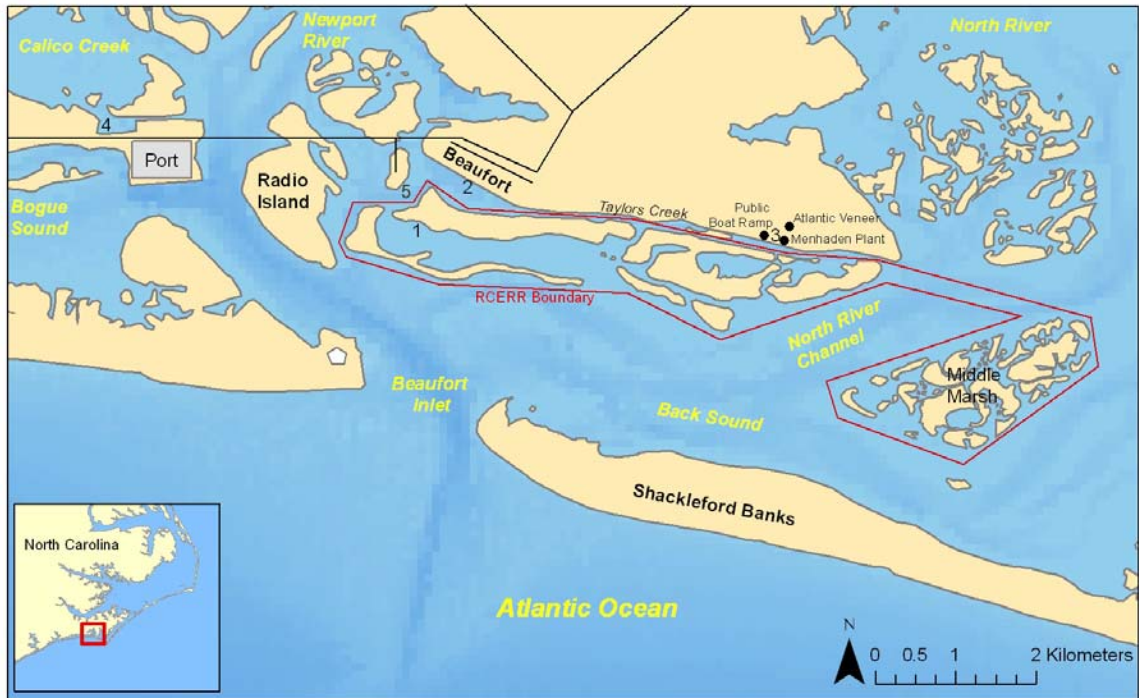 Calico Creek
Newport
River
North River
4
Port
Bogue
Sound
Radio
Island
Beaufort
5
2
1
Taylors Creek
Public
Boat Ramp
3
Atlantic Veneer
Menhaden Plant
RCERR Boundary
North River
Channel
Middle
Marsh
Beaufort
Inlet
Back Sound
Shackleford Banks
Atlantic Ocean
North Carolina
N
0 0.5 1 2 Kilometers